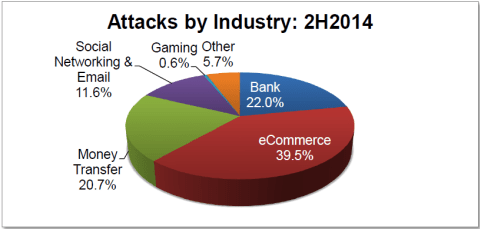 Attacks by Industry: 2H2014
Social
Networking &
Email
11.6%
Gaming
0.6%
Other
5.7%
Bank
22.0%
eCommerce
39.5%
Money
Transfer
20.7%